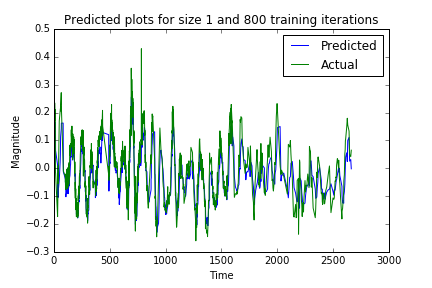 Predicted plots for size 1 and 800 training iterations
Predicted
Actual
Magnitude
0.5
0.4
0.3
0.2
0.1
0.0
−0.1
−0.2
−0.3
0 500 1000 1500 2000 2500 3000
Time